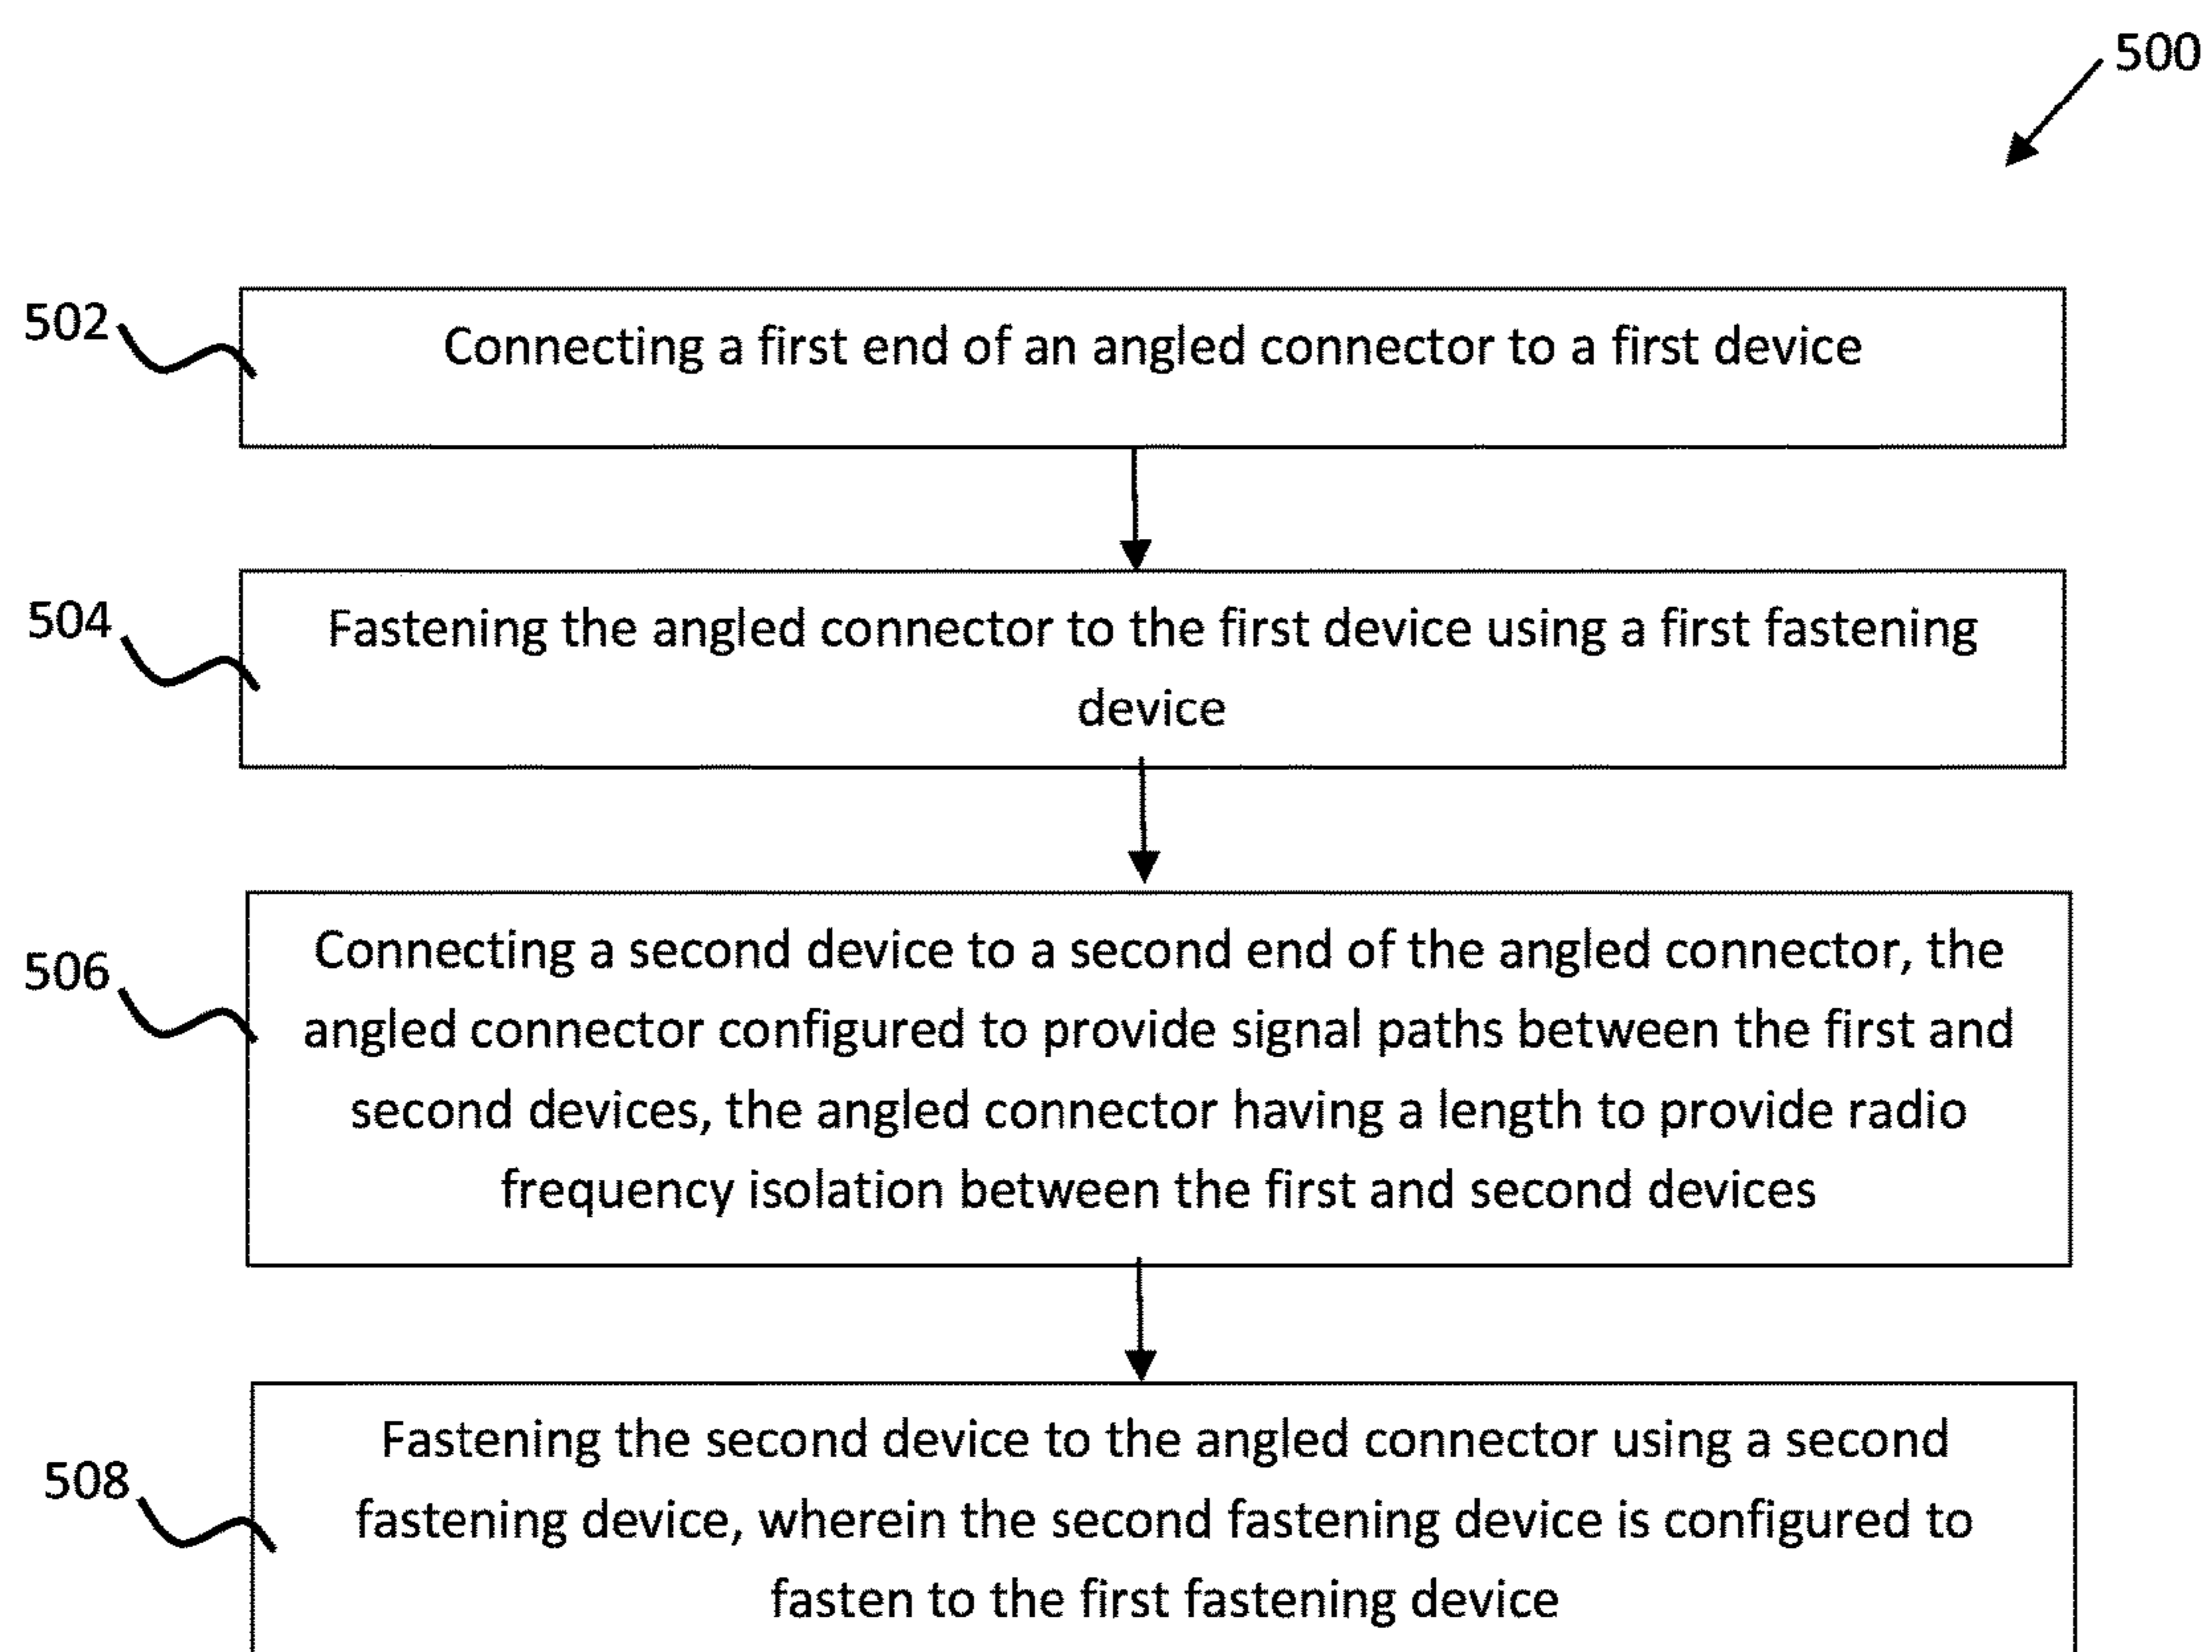 500
502
Connecting a first end of an angled connector to a first device
504
Fastening the angled connector to the first device using a first fastening
device
506
Connecting a second device to a second end of the angled connector, the
angled connector configured to provide signal paths between the first and
second devices, the angled connector having a length to provide radio
frequency isolation between the first and second devices
508
Fastening the second device to the angled connector using a second
fastening device, wherein the second fastening device is configured to
fasten to the first fastening device